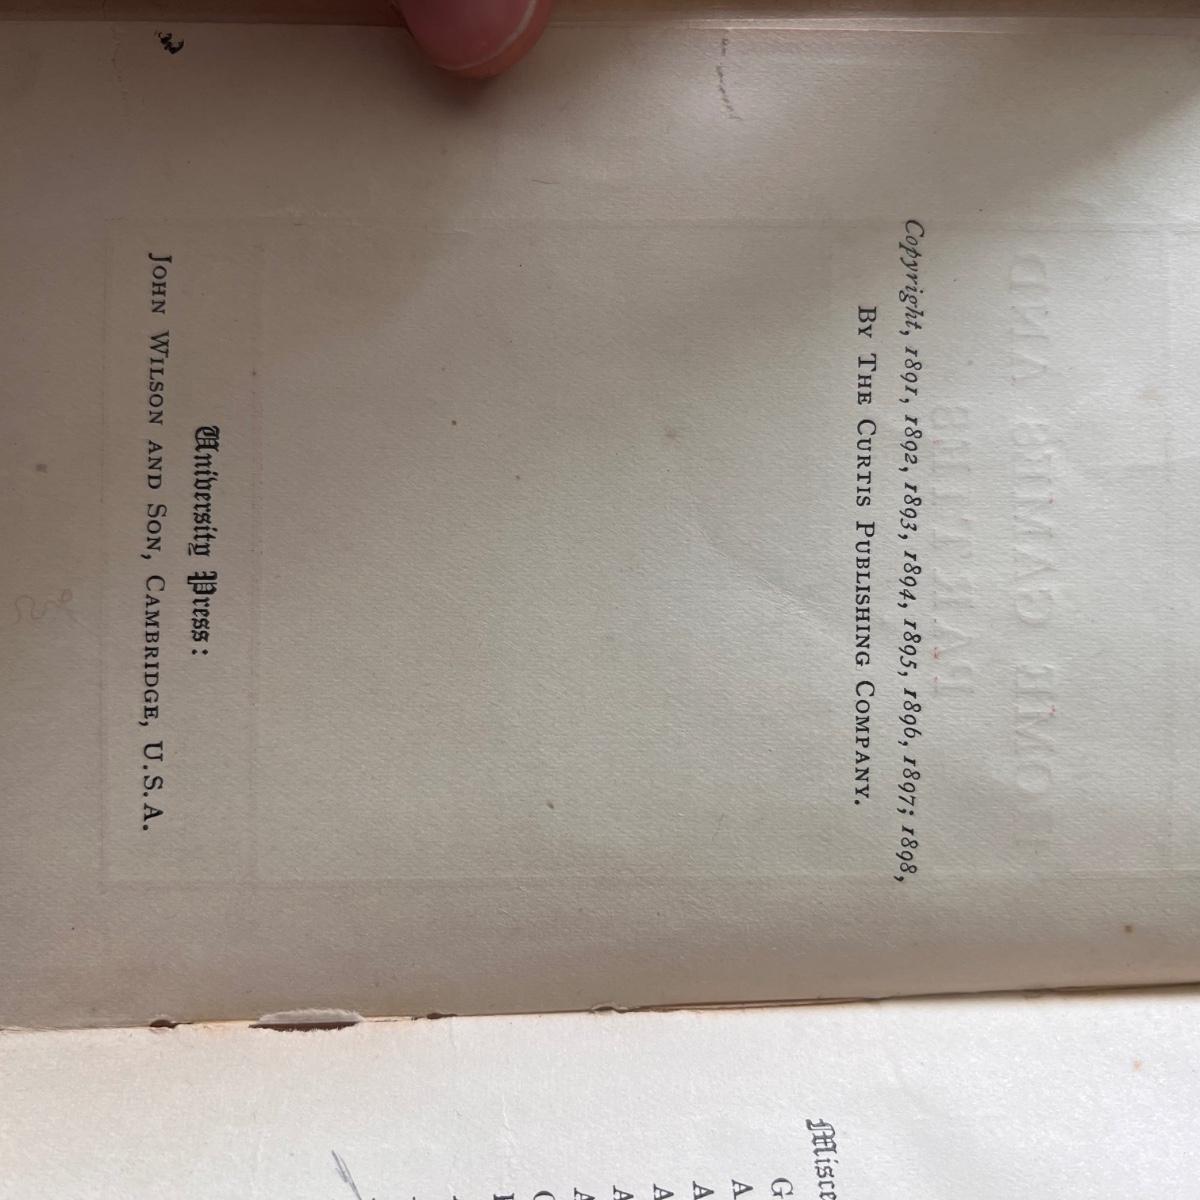 Copyright, 1891, 1892, 1893, 1894, 1895, 1896, 1897; 1898,
BY THE CURTIS PUBLISHING COMPANY.
University Press:
JOHN WILSON AND SON, CAMBRIDGE, U.S.A.